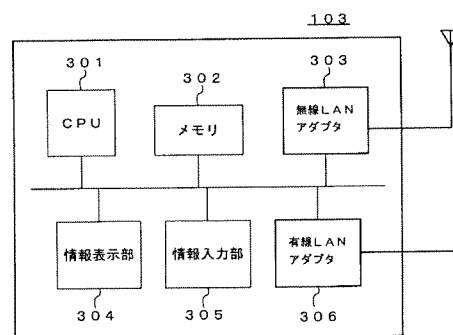 103
301
302
303
CPU
メモリ
無線LAN
アダプタ
情報表示部
情報入力部
有線LAN
アダプタ
304
305
306